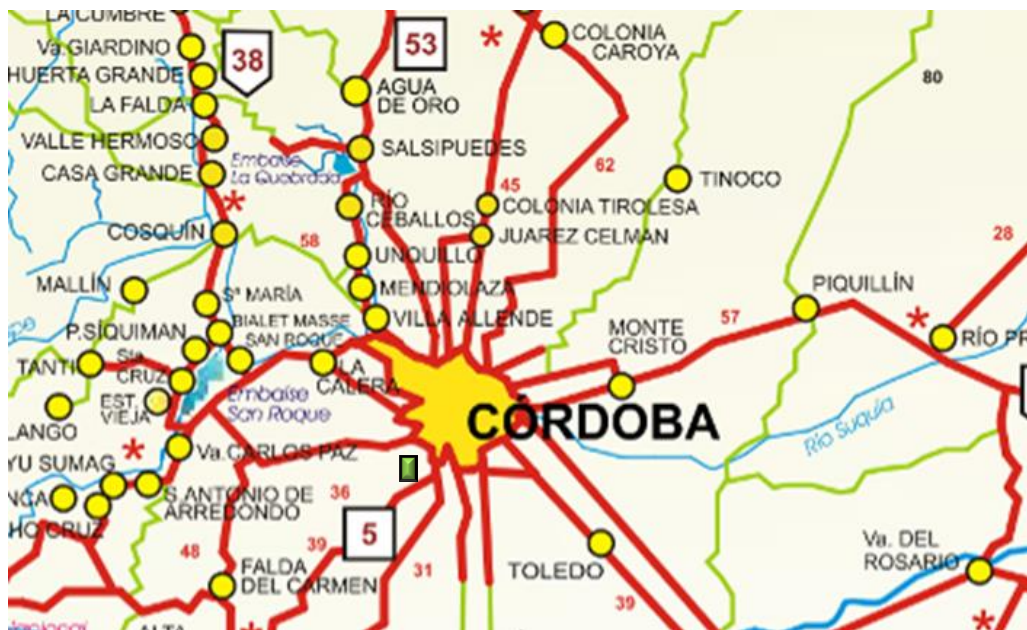 LA CUMBRE
Va. GIARDINO
HUERTA GRANDE
LA FALDA
VALLE HERMOSO
CASA GRANDE
COSQUÍN
MALLÍN
Sª MARÍA
P.SÍQUIMAN
BIALET MASSE
SAN ROQUE
TANTI
Sta
CRUZ
EST.
VIEJA
LANGO
YU SUMAG
NCA
HO CRUZ
Va. CARLOS PAZ
S.ANTONIO DE
ARREDONDO
FALDA
DEL CARMEN
ALTA
38
53
AGUA
DE ORO
SALSIPUEDES
Embalse
La Quebrada
RÍO
CEBALLOS
UNQUILLO
MENDIOLAZA
VILLA ALLENDE
LA
CALERA
Embalse
San Roque
58
36
5
39
48
31
COLONIA
CAROYA
62
45
COLONIA TIROLESA
JUAREZ CELMAN
TINOCO
80
28
PIQUILLÍN
57
MONTE
CRISTO
RÍO PR
CÓRDOBA
Río Suquía
TOLEDO
39
Va. DEL
ROSARIO